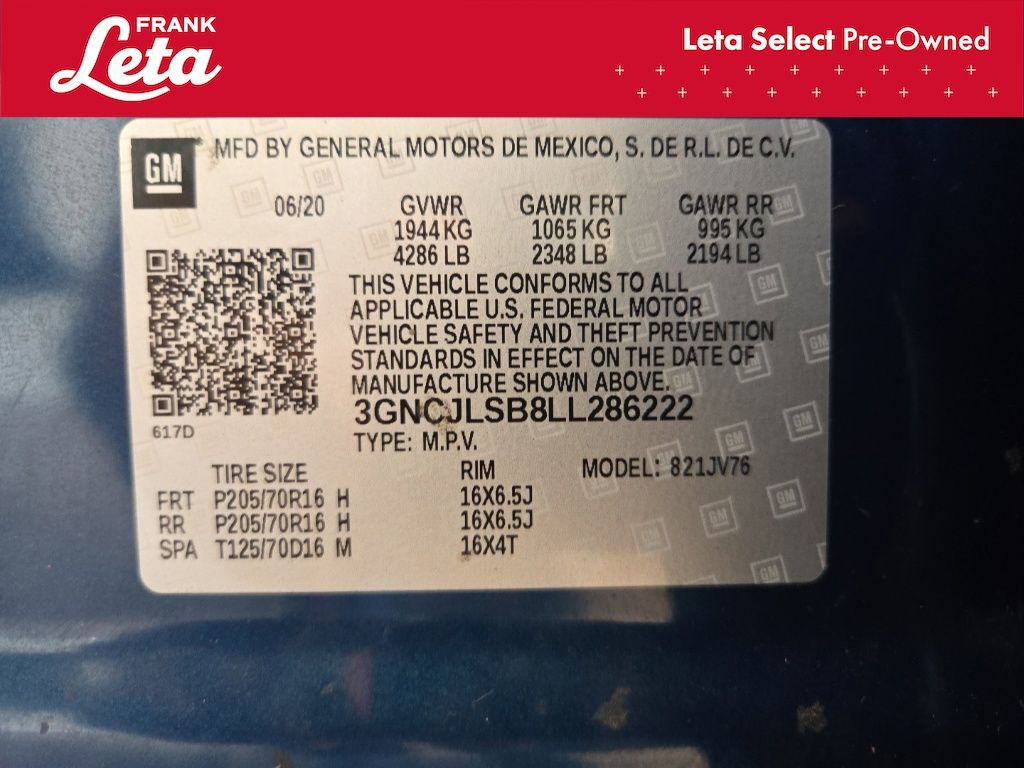 FRANK
Leta
Leta Select Pre-Owned
GM
MFD BY GENERAL MOTORS DE MEXICO, S. DE R.L. DE C.V.
06/20 GVWR GAWR FRT GAWR RR
1944 KG 1065 KG 995 KG
4286 LB 2348 LB 2194 LB
THIS VEHICLE CONFORMS TO ALL
APPLICABLE U.S. FEDERAL MOTOR
VEHICLE SAFETY AND THEFT PREVENTION
STANDARDS IN EFFECT ON THE DATE OF
MANUFACTURE SHOWN ABOVE.
617D
3GNCJLSB8LL286222
TYPE: M.P.V.
TIRE SIZE RIM MODEL: 821JV76
FRT P205/70R16 H 16X6.5J
RR P205/70R16 H 16X6.5J
SPA T125/70D16 M 16X4T